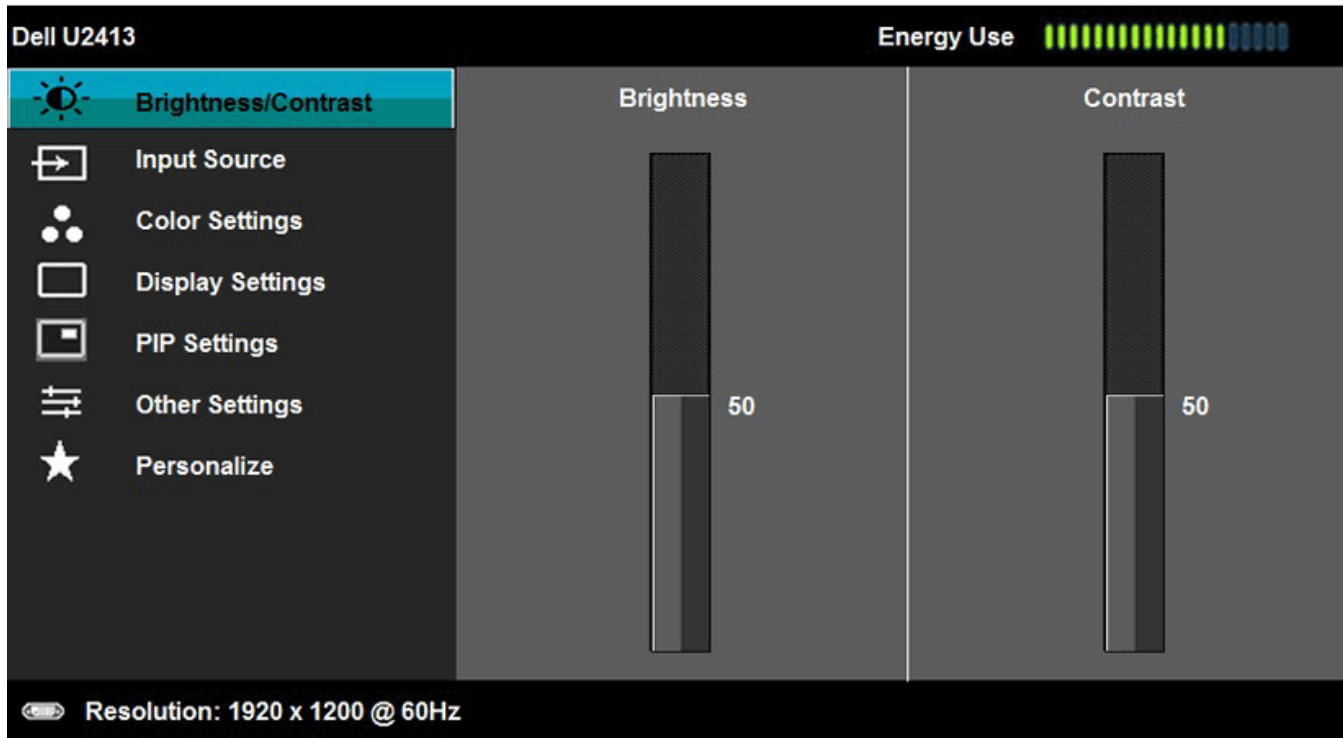 Dell U2413
Energy Use
Brightness/Contrast
Input Source
Color Settings
Display Settings
PIP Settings
Other Settings
Personalize
Brightness
50
Contrast
50
Resolution: 1920 x 1200 @ 60Hz